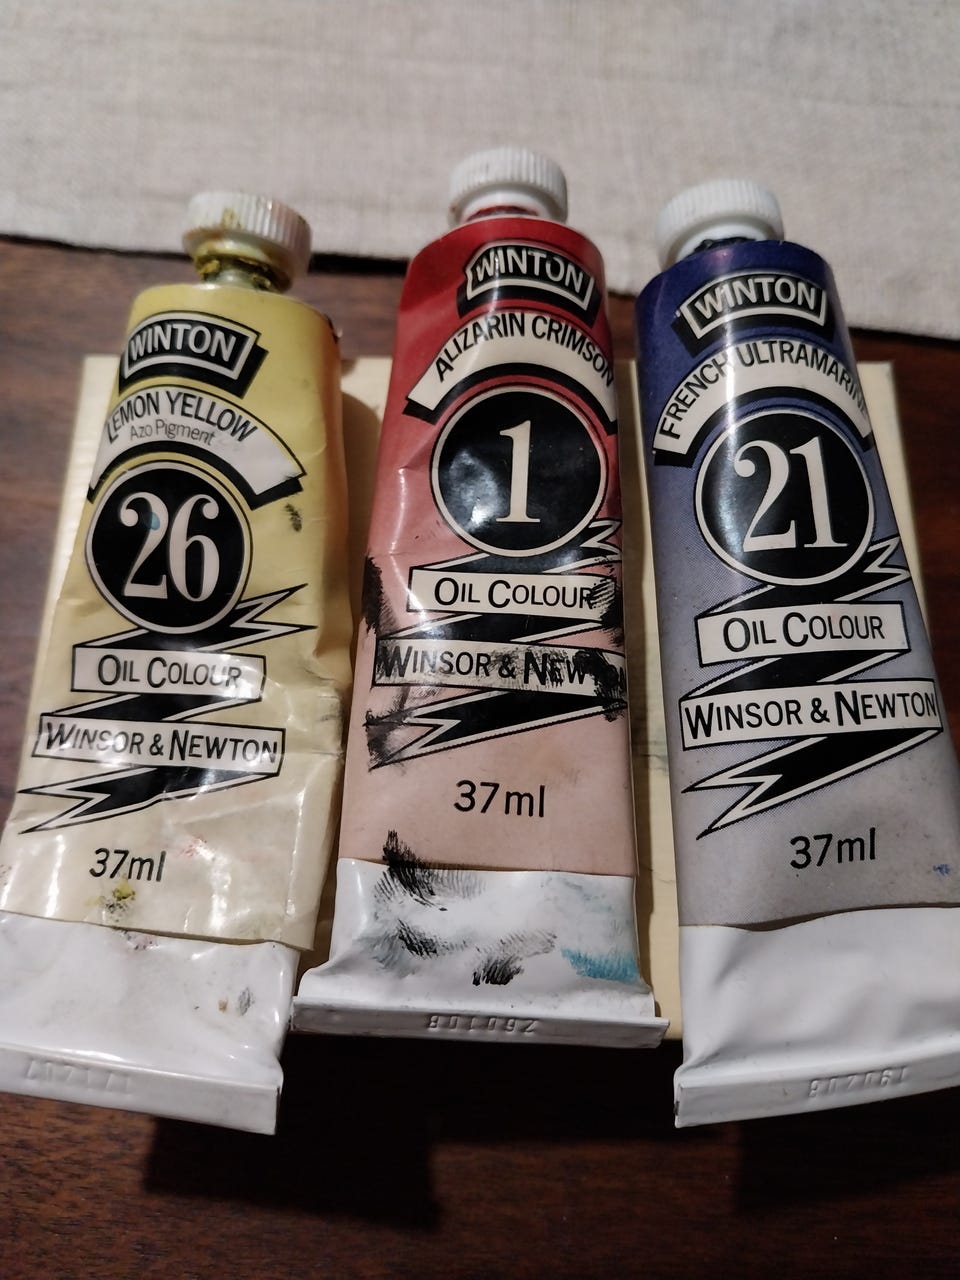 WINTON
LEMON YELLOW
Azo Pigment
26
OIL COLOUR
WINSOR & NEWTON
37ml
WINTON
ALIZARIN CRIMSON
1
OIL COLOUR
WINSOR & NEWTON
37ml
WINTON
FRENCH ULTRAMARINE
21
OIL COLOUR
WINSOR & NEWTON
37ml